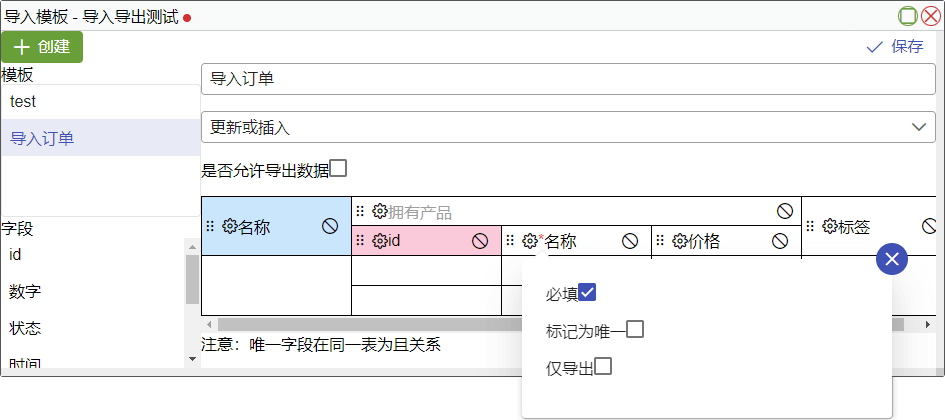 导入模板 - 导入导出测试
创建
保存
模板
test
导入订单
导入订单
更新或插入
是否允许导出数据
名称
拥有产品
标签
id
*名称
价格
字段
id
数字
状态
时间
必填
标记为唯一
仅导出
注意：唯一字段在同一表为且关系